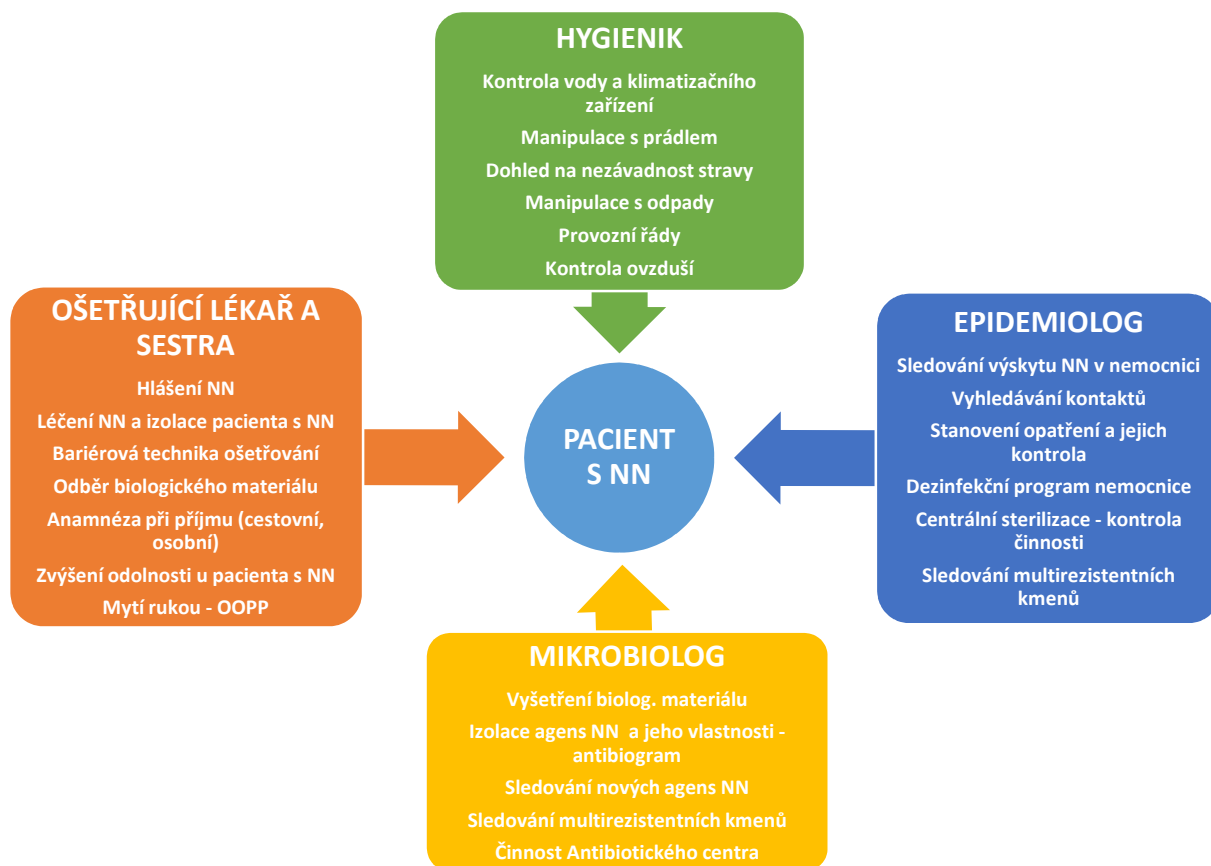 HYGIENIK
Kontrola vody a klimatizačního
zařízení
Manipulace s prádlem
Dohled na nezávadnost stravy
Manipulace s odpady
Provozní řády
Kontrola ovzduší
OŠETŘUJÍCÍ LÉKAŘ A
SESTRA
Hlášení NN
Léčení NN a izolace pacienta s NN
Bariérová technika ošetřování
Odběr biologického materiálu
Anamnéza při příjmu (cestovní,
osobní)
Zvýšení odolnosti u pacienta s NN
Mytí rukou - OOPP
PACIENT
S NN
EPIDEMIOLOG
Sledování výskytu NN v nemocnici
Vyhledávání kontaktů
Stanovení opatření a jejich
kontrola
Dezinfekční program nemocnice
Centrální sterilizace - kontrola
činnosti
Sledování multirezistentních
kmenů
MIKROBIOLOG
Vyšetření biolog. materiálu
Izolace agens NN a jeho vlastnosti -
antibiogram
Sledování nových agens NN
Sledování multirezistentních kmenů
Činnost Antibiotického centra